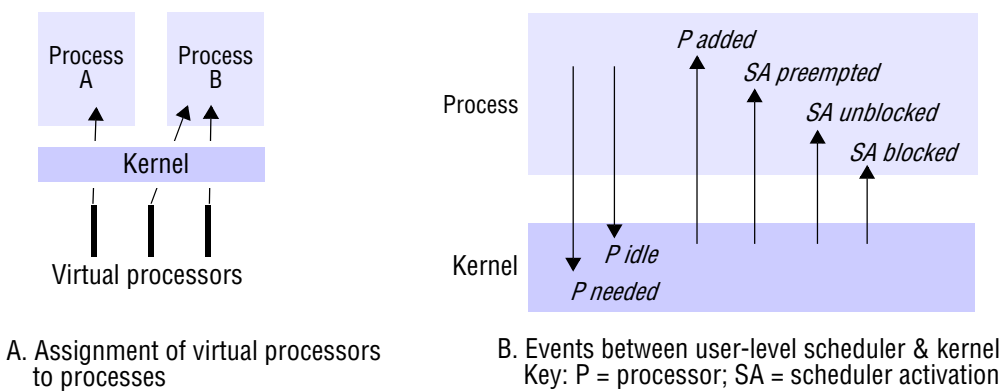 Process
A
Process
B
Kernel
Virtual processors
A. Assignment of virtual processors
to processes
P added
SA preempted
Process
SA unblocked
SA blocked
Kernel
P idle
P needed
B. Events between user-level scheduler & kernel
Key: P = processor; SA = scheduler activation